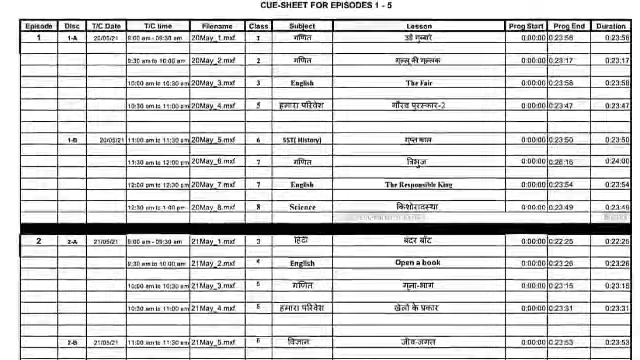 CUE-SHEET FOR EPISODES 1 - 5
Episode Disc T/C Date T/C time Filename Class Subject Lesson Prog Start Prog End Duration
1 1-A 20/05/21 9:00 am - 09:30 am 20May_1.mxf 1 गणित 0:00:00 0:23:56 0:23:56
9:30 am to 10:00 am 20May_2.mxf 2 गणित गुल्लू की गुल्लक 0:00:00 0:23:17 0:23:17
10:00 am to 10:30 am 20May_3.mxf 3 English The Fair 0:00:00 0:23:58 0:23:58
10:30 am to 11:00 am 20May_4.mxf 5 हमारा परिवेश गौरव पुरस्कार-2 0:00:00 0:23:47 0:23:47
1-B 20/05/21 11:00 am to 11:30 am 20May_5.mxf 6 SST( History) गुप्त काल 0:00:00 0:23:50 0:23:50
11:30 am to 12:00 pm 20May_6.mxf 7 गणित त्रिभुज 0:00:00 0:24:00
12:00 pm to 12:30 pm 20May_7.mxf 7 English The Responsible King 0:00:00 0:23:54 0:23:54
12:30 pm to 1:00 pm 20May_8.mxf 8 Science किशोरावस्था 0:00:00 0:23:49 0:23:49
2 2-A 21/05/21 9:00 am - 09:30 am 21May_1.mxf 3 हिंदी बंदर बाँट 0:00:00 0:22:25 0:22:25
9:30 am to 10:00 am 21May_2.mxf 4 English Open a book 0:00:00 0:23:26 0:23:26
10:00 am to 10:30 am 21May_3.mxf 5 गणित गुणा-भाग 0:00:00 0:23:15 0:23:15
10:30 am to 11:00 am 21May_4.mxf 5 हमारा परिवेश खेलों के प्रकार 0:00:00 0:23:31 0:23:31
2-B 21/05/21 11:00 am to 11:30 am 21May_5.mxf 6 विज्ञान जीव-जगत 0:00:00 0:23:53 0:23:53